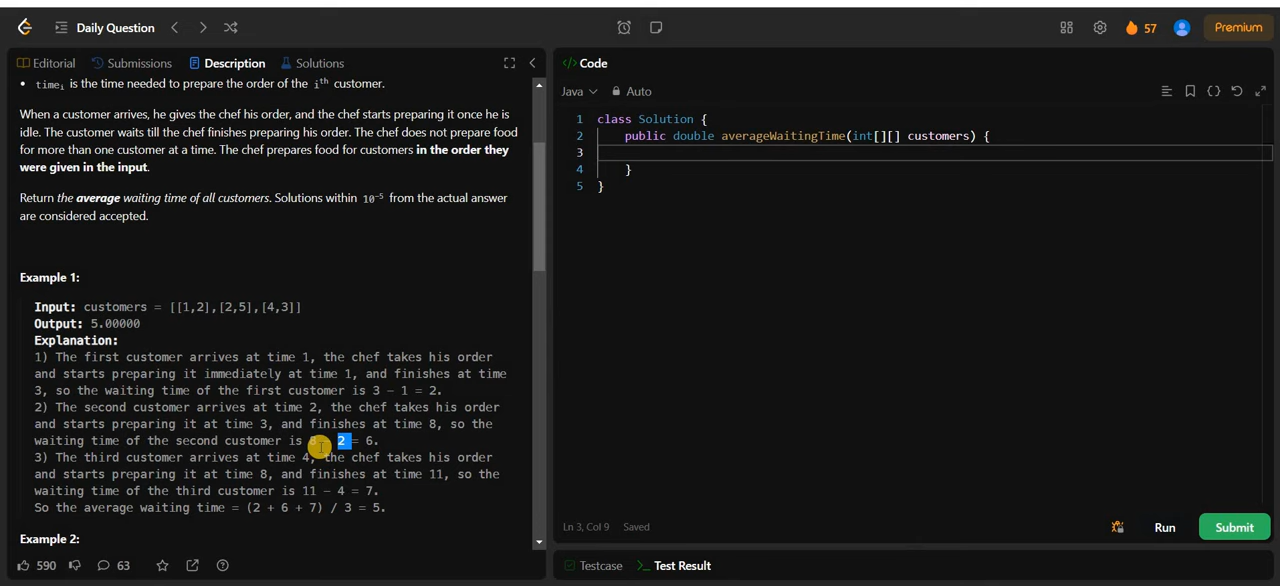 Daily Question
57
Premium
Editorial
Submissions
Description
Solutions
• timeᵢ is the time needed to prepare the order of the iᵗʰ customer.
When a customer arrives, he gives the chef his order, and the chef starts preparing it once he is
idle. The customer waits till the chef finishes preparing his order. The chef does not prepare food
for more than one customer at a time. The chef prepares food for customers in the order they
were given in the input.
Return the average waiting time of all customers. Solutions within 10⁻⁵ from the actual answer
are considered accepted.
Example 1:
Input: customers = [[1,2],[2,5],[4,3]]
Output: 5.00000
Explanation:
1) The first customer arrives at time 1, the chef takes his order
and starts preparing it immediately at time 1, and finishes at time
3, so the waiting time of the first customer is 3 - 1 = 2.
2) The second customer arrives at time 2, the chef takes his order
and starts preparing it at time 3, and finishes at time 8, so the
waiting time of the second customer is 8 - 2 = 6.
3) The third customer arrives at time 4, the chef takes his order
and starts preparing it at time 8, and finishes at time 11, so the
waiting time of the third customer is 11 - 4 = 7.
So the average waiting time = (2 + 6 + 7) / 3 = 5.
Example 2:
590
63
</> Code
Java
Auto
1 class Solution {
2 public double averageWaitingTime(int[][] customers) {
3
4 }
5 }
Ln 3, Col 9 Saved
Run
Submit
Testcase
Test Result